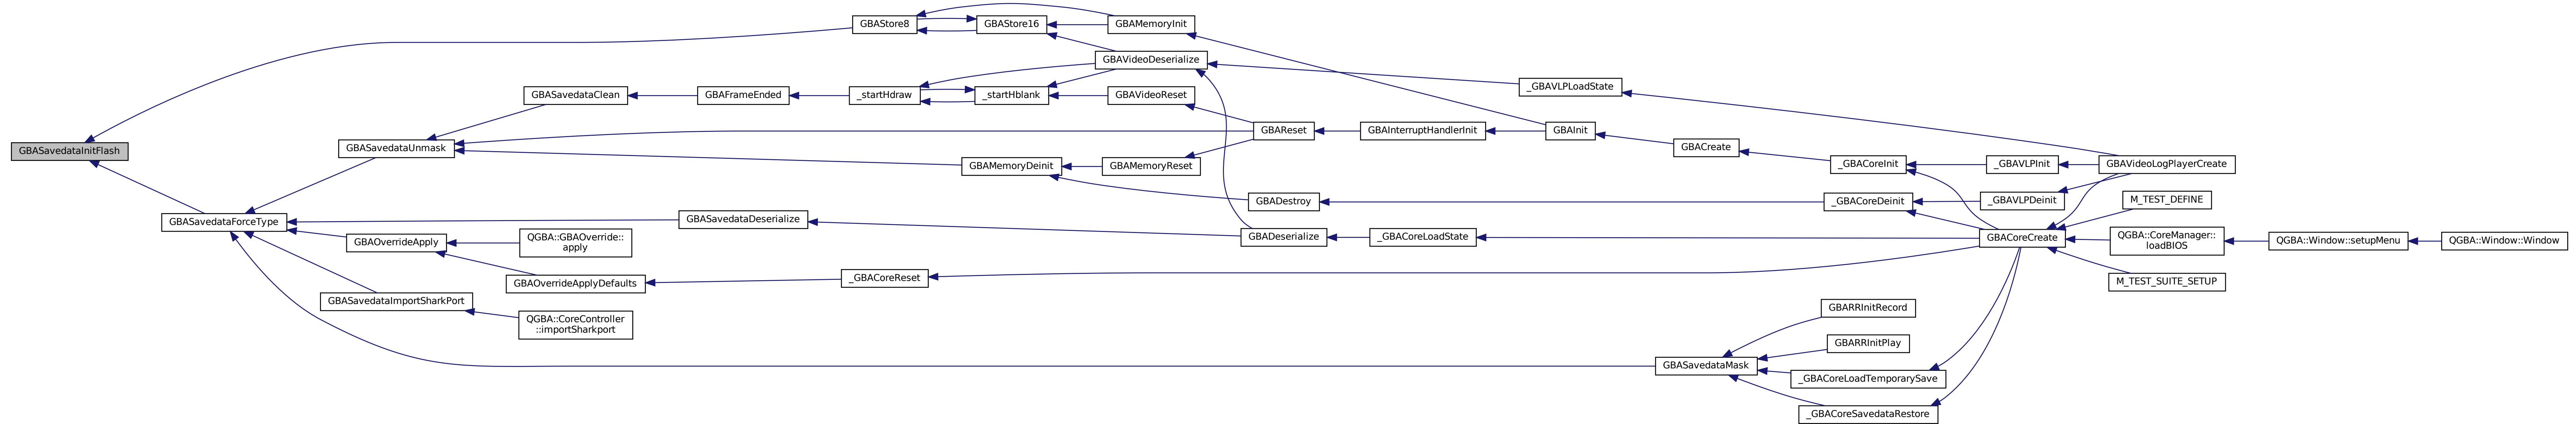 GBASavedataInitFlash
GBAStore8
GBAStore16
GBAMemoryInit
GBAVideoDeserialize
GBASavedataClean
GBAFrameEnded
_startHdraw
_startHblank
GBAVideoReset
_GBAVLPLoadState
GBASavedataUnmask
GBAReset
GBAInterruptHandlerInit
GBAInit
GBACreate
GBAMemoryDeinit
GBAMemoryReset
_GBACoreInit
_GBAVLPInit
GBAVideoLogPlayerCreate
GBADestroy
_GBACoreDeinit
_GBAVLPDeinit
M_TEST_DEFINE
GBASavedataForceType
GBASavedataDeserialize
GBAOverrideApply
QGBA::GBAOverride::
apply
GBADeserialize
_GBACoreLoadState
GBACoreCreate
QGBA::CoreManager::
loadBIOS
QGBA::Window::setupMenu
QGBA::Window::Window
GBAOverrideApplyDefaults
_GBACoreReset
M_TEST_SUITE_SETUP
GBASavedataImportSharkPort
QGBA::CoreController
::importSharkport
GBARRInitRecord
GBARRInitPlay
GBASavedataMask
_GBACoreLoadTemporarySave
_GBACoreSavedataRestore